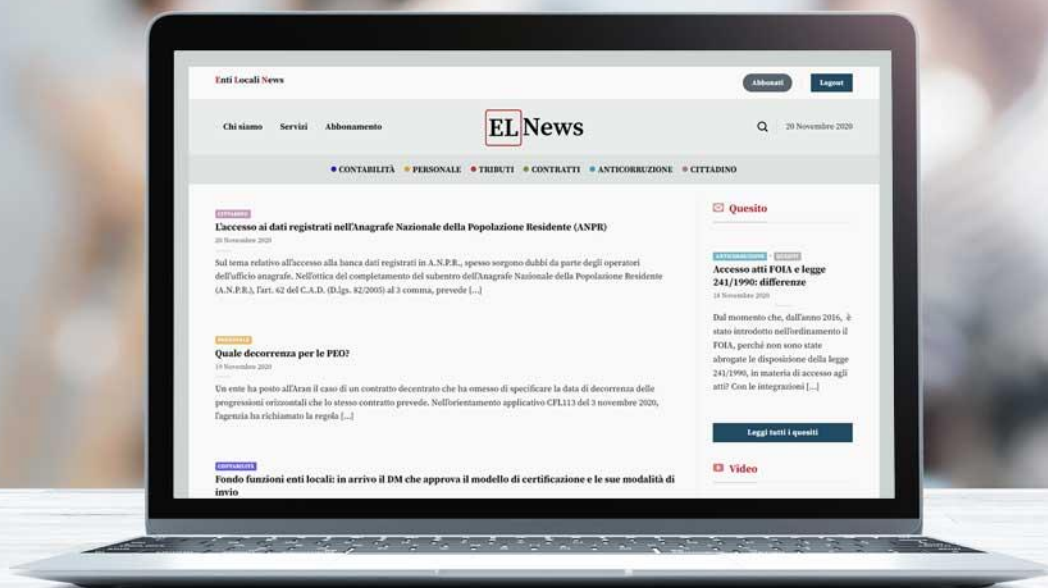 Enti Locali News
Abbonati
Logout
Chi siamo
Servizi
Abbonamento
EL News
20 Novembre 2020
CONTABILITÀ
PERSONALE
TRIBUTI
CONTRATTI
ANTICORRUZIONE
CITTADINO
CITTADINO
L'accesso ai dati registrati nell'Anagrafe Nazionale della Popolazione Residente (ANPR)
20 Novembre 2020
Sul tema relativo all'accesso alla banca dati registrati in A.N.P.R., spesso sorgono dubbi da parte degli operatori
dell'ufficio anagrafe. Nell'ottica del completamento del subentro dell'Anagrafe Nazionale della Popolazione Residente
(A.N.P.R.), l'art. 62 del C.A.D. (D.lgs. 82/2005) al 3 comma, prevede [...]
PERSONALE
Quale decorrenza per le PEO?
19 Novembre 2020
Un ente ha posto all'Aran il caso di un contratto decentrato che ha omesso di specificare la data di decorrenza delle
progressioni orizzontali che lo stesso contratto prevede. Nell'orientamento applicativo CFL113 del 3 novembre 2020,
l'agenzia ha richiamato la regola [...]
CONTABILITÀ
Fondo funzioni enti locali: in arrivo il DM che approva il modello di certificazione e le sue modalità di
invio
Quesito
ANTICORRUZIONE
QUESITI
Accesso atti FOIA e legge
241/1990: differenze
18 Novembre 2020
Dal momento che, dall'anno 2016, è
stato introdotto nell'ordinamento il
FOIA, perché non sono state
abrogate le disposizione della legge
241/1990, in materia di accesso agli
atti? Con le integrazioni [...]
Leggi tutti i quesiti
Video